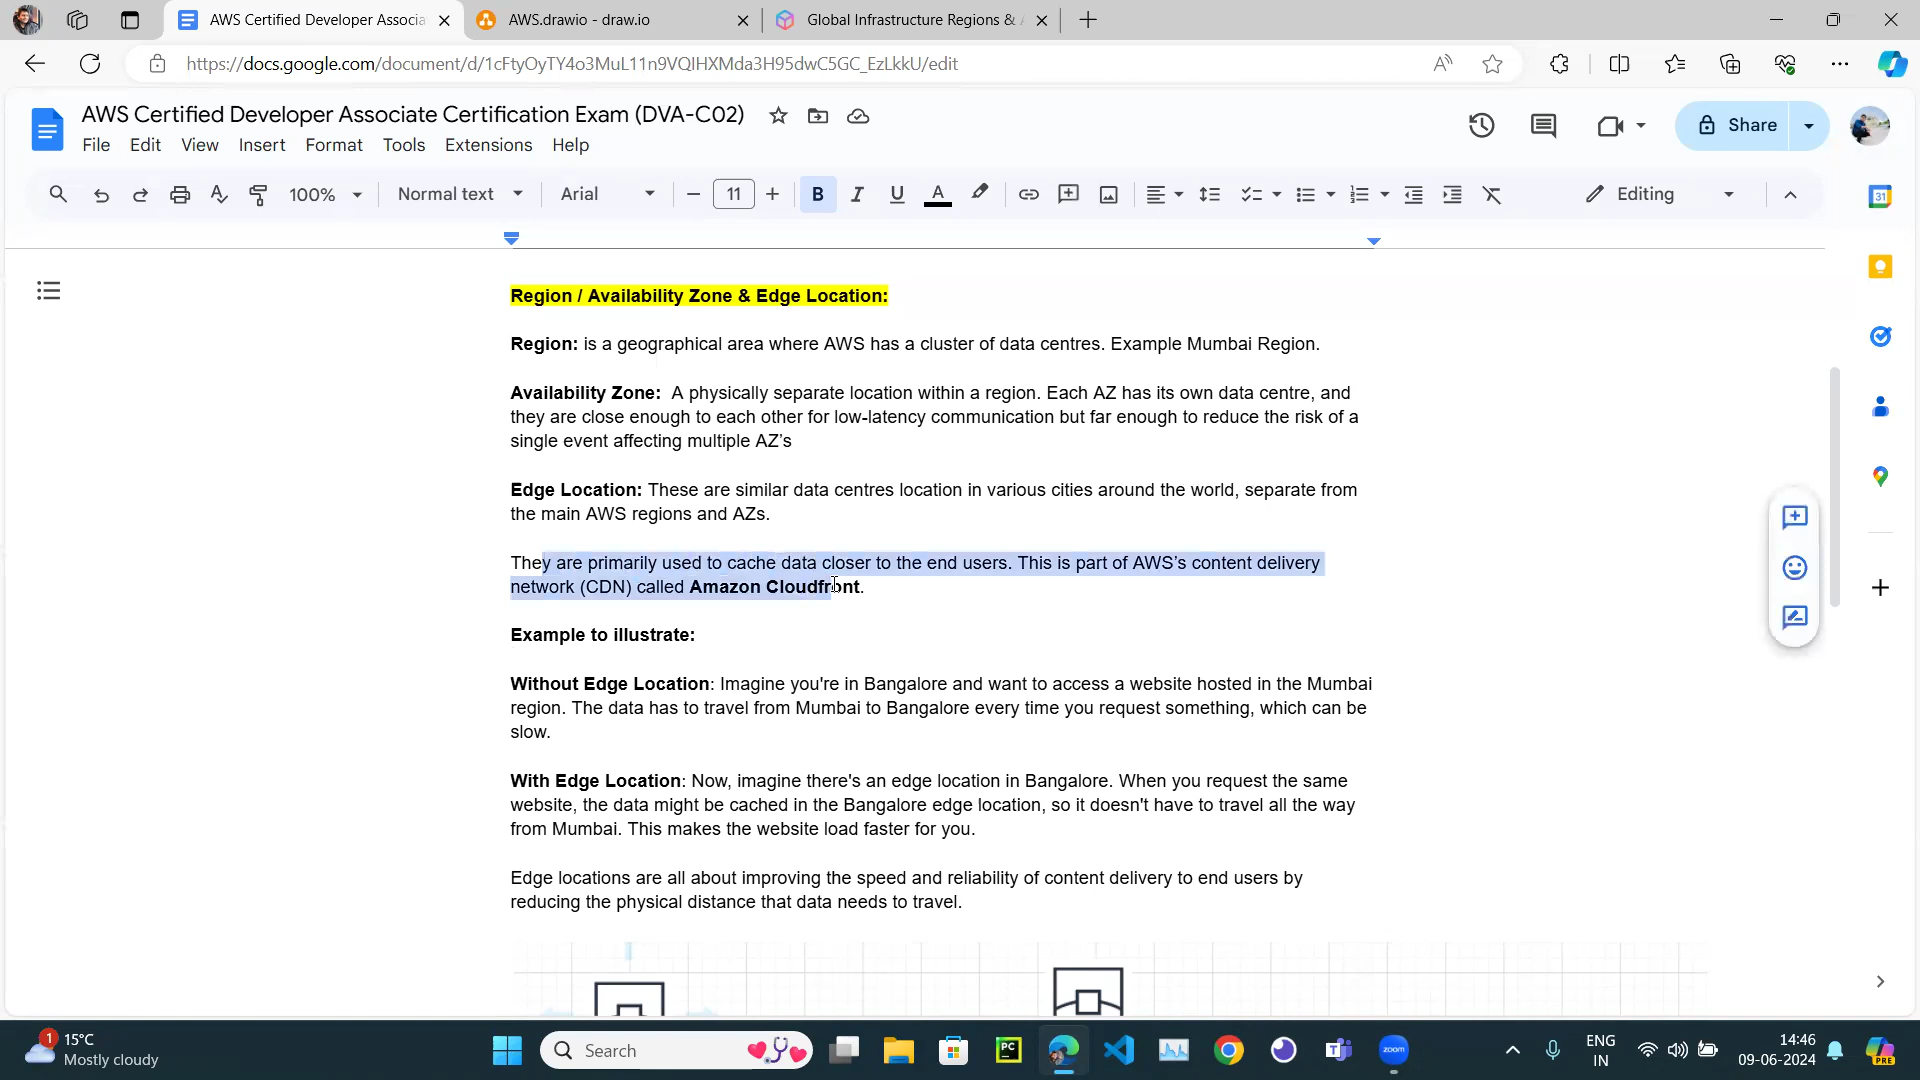 AWS Certified Developer Associa
AWS.drawio - draw.io
Global Infrastructure Regions &
https://docs.google.com/document/d/1cFtyOyTY4o3MuL11n9VQIHXMda3H95dwC5GC_EzLkkU/edit
AWS Certified Developer Associate Certification Exam (DVA-C02)
File Edit View Insert Format Tools Extensions Help
Share
100% Normal text Arial 11 B I U A Editing
31
Region / Availability Zone & Edge Location:
Region: is a geographical area where AWS has a cluster of data centres. Example Mumbai Region.
Availability Zone: A physically separate location within a region. Each AZ has its own data centre, and
they are close enough to each other for low-latency communication but far enough to reduce the risk of a
single event affecting multiple AZ’s
Edge Location: These are similar data centres location in various cities around the world, separate from
the main AWS regions and AZs.
They are primarily used to cache data closer to the end users. This is part of AWS’s content delivery
network (CDN) called Amazon Cloudfront.
Example to illustrate:
Without Edge Location: Imagine you're in Bangalore and want to access a website hosted in the Mumbai
region. The data has to travel from Mumbai to Bangalore every time you request something, which can be
slow.
With Edge Location: Now, imagine there's an edge location in Bangalore. When you request the same
website, the data might be cached in the Bangalore edge location, so it doesn't have to travel all the way
from Mumbai. This makes the website load faster for you.
Edge locations are all about improving the speed and reliability of content delivery to end users by
reducing the physical distance that data needs to travel.
1
15°C
Mostly cloudy
Search
PC
zoom
ENG
IN
14:46
09-06-2024
PRE